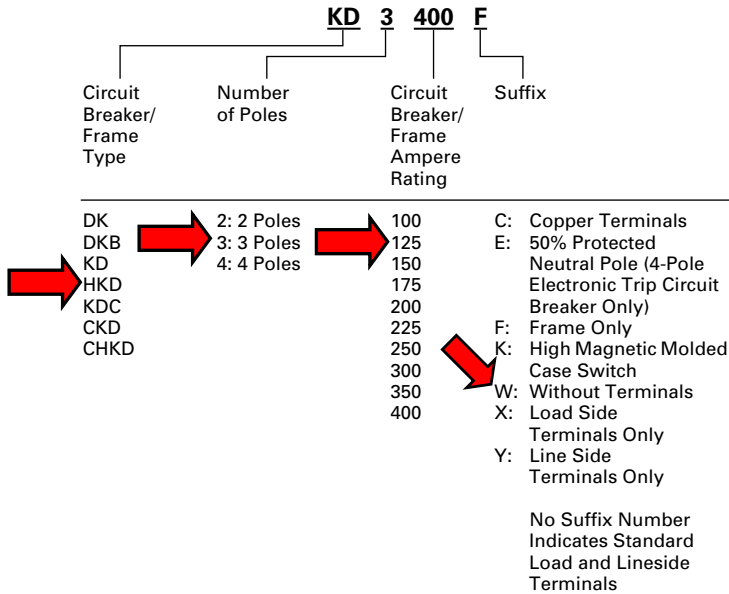 KD 3 400 F
Circuit
Breaker/
Frame
Type
Number
of Poles
Circuit
Breaker/
Frame
Ampere
Rating
Suffix
DK
DKB
KD
HKD
KDC
CKD
CHKD
2: 2 Poles
3: 3 Poles
4: 4 Poles
100
125
150
175
200
225
250
300
350
400
C: Copper Terminals
E: 50% Protected
Neutral Pole (4-Pole
Electronic Trip Circuit
Breaker Only)
F: Frame Only
K: High Magnetic Molded
Case Switch
W: Without Terminals
X: Load Side
Terminals Only
Y: Line Side
Terminals Only
No Suffix Number
Indicates Standard
Load and Lineside
Terminals